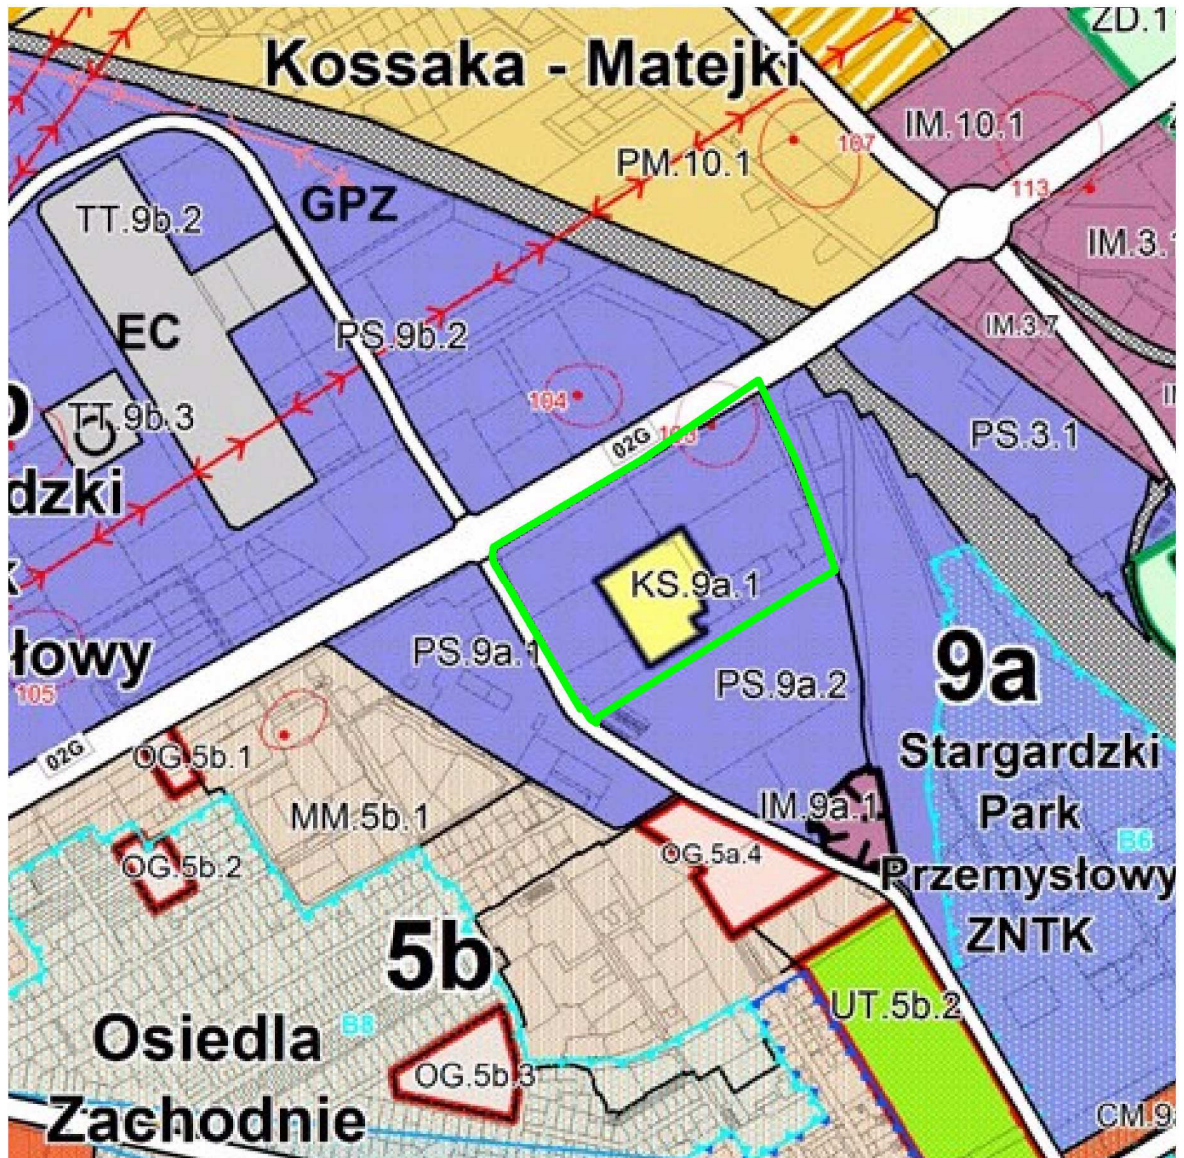 ZD.1
Kossaka - Matejki
IM.10.1
107
PM.10.1
113
GPZ
TT.9b.2
IM.3.
IM.3.7
EC
PS.9b.2
104
TT.9b.3
PS.3.1
02G
dzki
KS.9a.1
łowy
PS.9a.1
9a
PS.9a.2
105
02G
OG.5b.1
Stargardzki
Park
Przemysłowy
ZNTK
IM.9a.1
MM.5b.1
B6
OG.5a.4
OG.5b.2
5b
UT.5b.2
Osiedla
Zachodnie
B8
OG.5b.3
CM.9